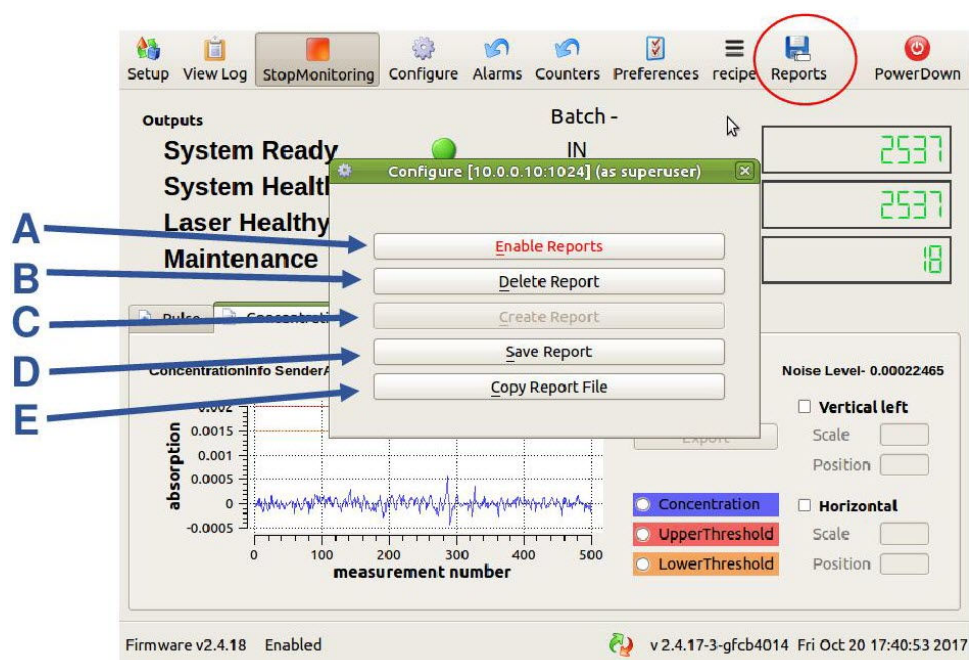 Setup View Log StopMonitoring Configure Alarms Counters Preferences recipe Reports PowerDown
Outputs
Batch -
System Ready
IN
2537
System Healt
Configure [10.0.0.10:1024] (as superuser)
2537
Laser Healthy
Maintenance
18
A
Enable Reports
B
Delete Report
C
Create Report
D
Save Report
E
Copy Report File
Pulse
Concentrati
ConcentrationInfo Sender
Noise Level- 0.00022465
absorption
0.002
0.0015
0.001
0.0005
0
-0.0005
0 100 200 300 400 500
measurement number
Export
Vertical left
Scale
Position
Concentration
UpperThreshold
LowerThreshold
Horizontal
Scale
Position
Firmware v2.4.18 Enabled
v 2.4.17-3-gfcb4014 Fri Oct 20 17:40:53 2017